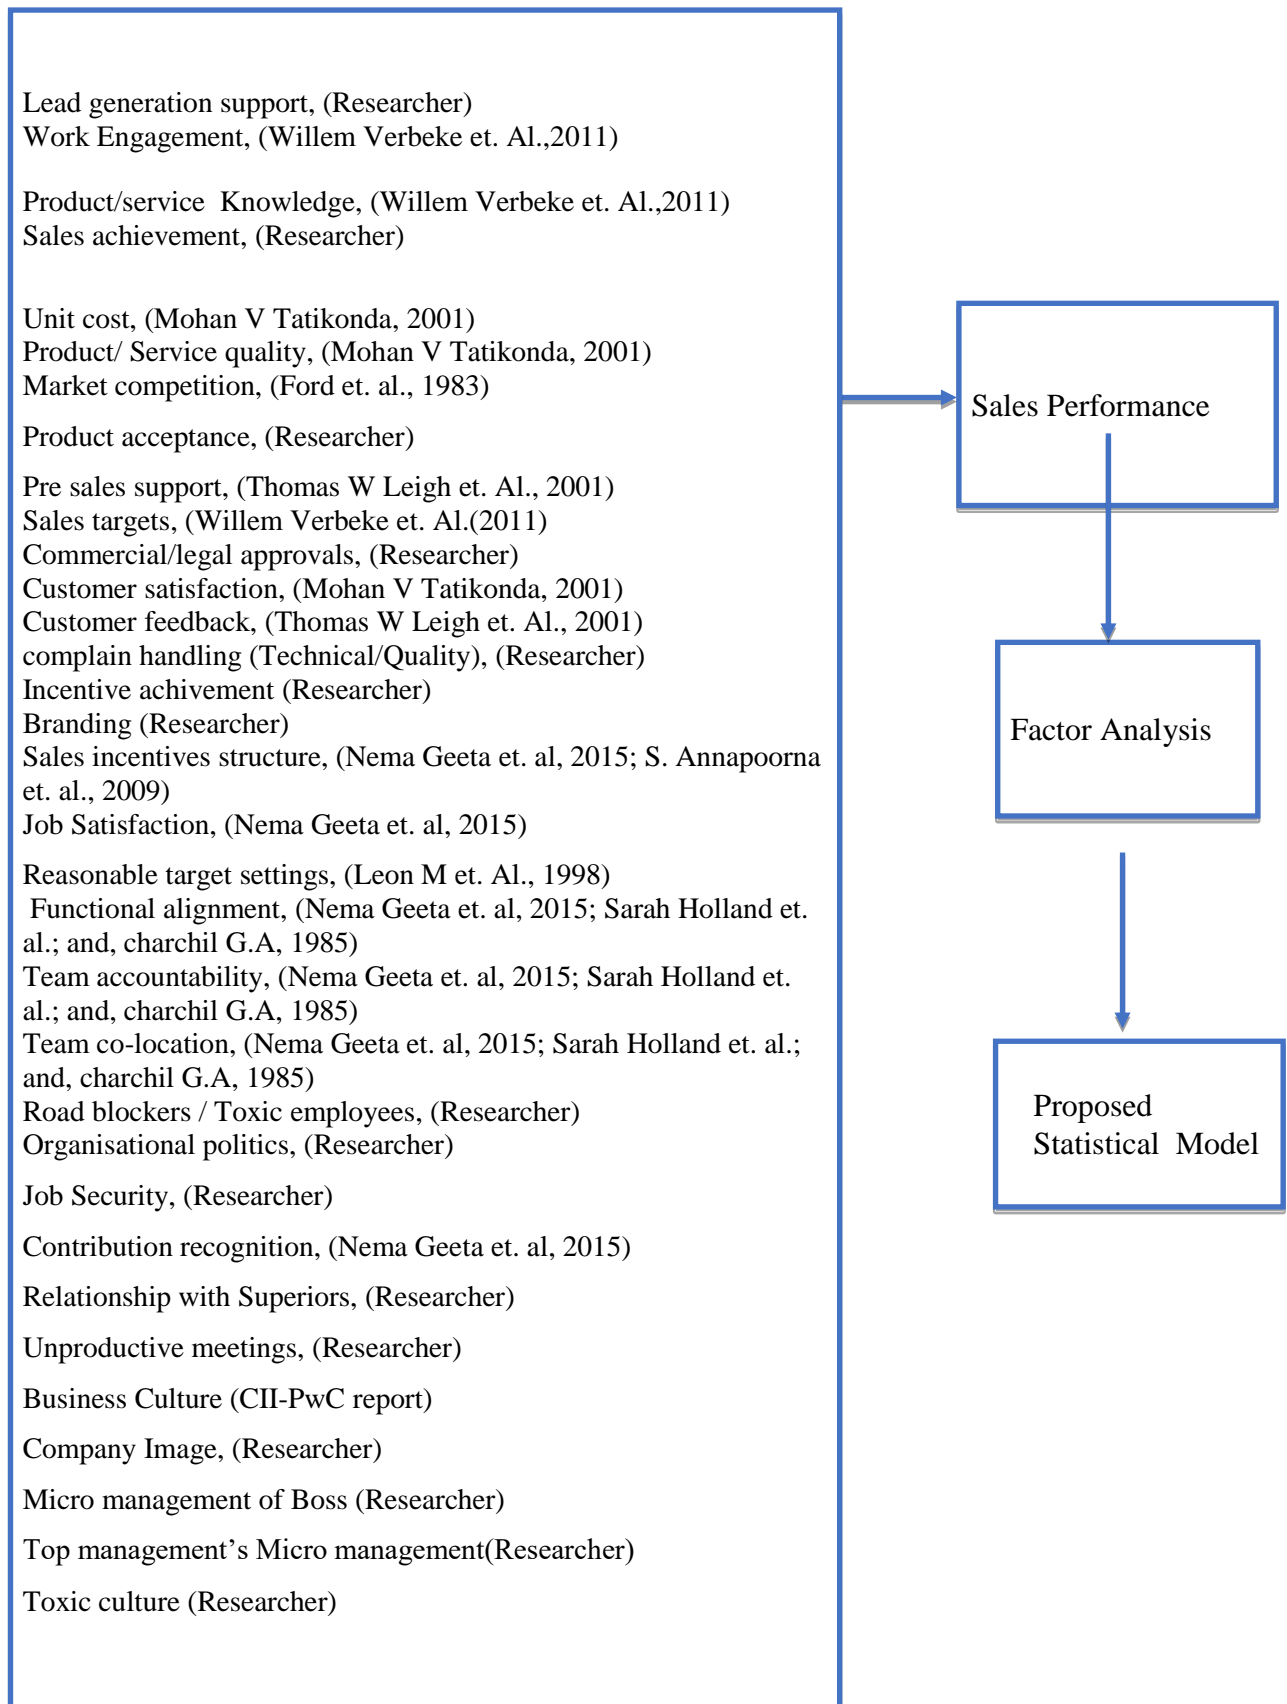 Lead generation support, (Researcher)
Work Engagement, (Willem Verbeke et. Al.,2011)
Product/service  Knowledge, (Willem Verbeke et. Al.,2011)
Sales achievement, (Researcher)
Unit cost, (Mohan V Tatikonda, 2001)
Product/ Service quality, (Mohan V Tatikonda, 2001)
Market competition, (Ford et. al., 1983)
Product acceptance, (Researcher)
Pre sales support, (Thomas W Leigh et. Al., 2001)
Sales targets, (Willem Verbeke et. Al.(2011)
Commercial/legal approvals, (Researcher)
Customer satisfaction, (Mohan V Tatikonda, 2001)
Customer feedback, (Thomas W Leigh et. Al., 2001)
complain handling (Technical/Quality), (Researcher)
Incentive achivement (Researcher)
Branding (Researcher)
Sales incentives structure, (Nema Geeta et. al, 2015; S. Annapoorna
et. al., 2009)
Job Satisfaction, (Nema Geeta et. al, 2015)
Reasonable target settings, (Leon M et. Al., 1998)
Functional alignment, (Nema Geeta et. al, 2015; Sarah Holland et.
al.; and, charchil G.A, 1985)
Team accountability, (Nema Geeta et. al, 2015; Sarah Holland et.
al.; and, charchil G.A, 1985)
Team co-location, (Nema Geeta et. al, 2015; Sarah Holland et. al.;
and, charchil G.A, 1985)
Road blockers / Toxic employees, (Researcher)
Organisational politics, (Researcher)
Job Security, (Researcher)
Contribution recognition, (Nema Geeta et. al, 2015)
Relationship with Superiors, (Researcher)
Unproductive meetings, (Researcher)
Business Culture (CII-PwC report)
Company Image, (Researcher)
Micro management of Boss (Researcher)
Top management’s Micro management(Researcher)
Toxic culture (Researcher)
Sales Performance
Factor Analysis
Proposed
Statistical  Model